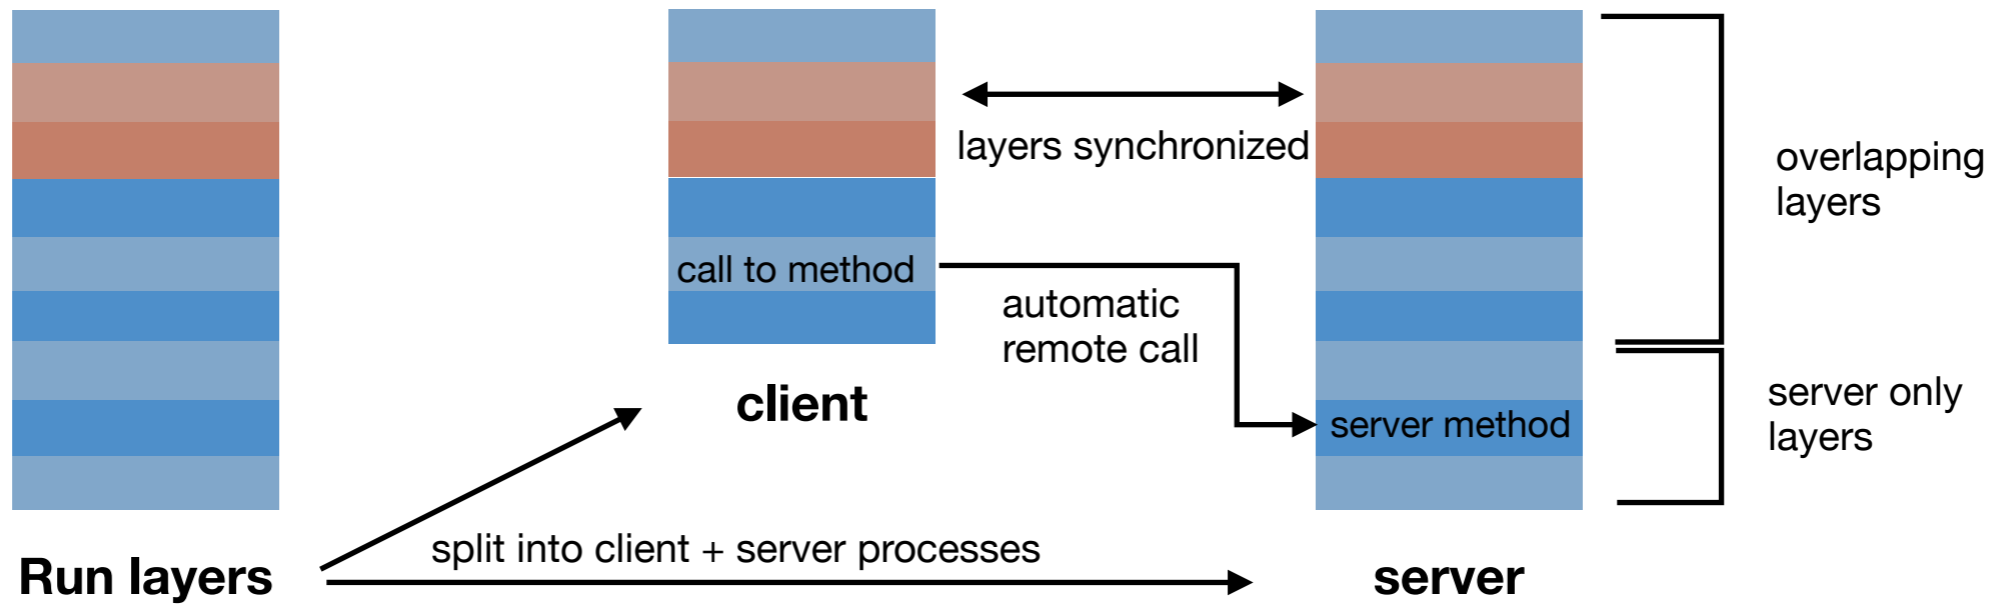 layers synchronized
overlapping
layers
call to method
automatic
remote call
client
server only
layers
server method
split into client + server processes
Run layers
server